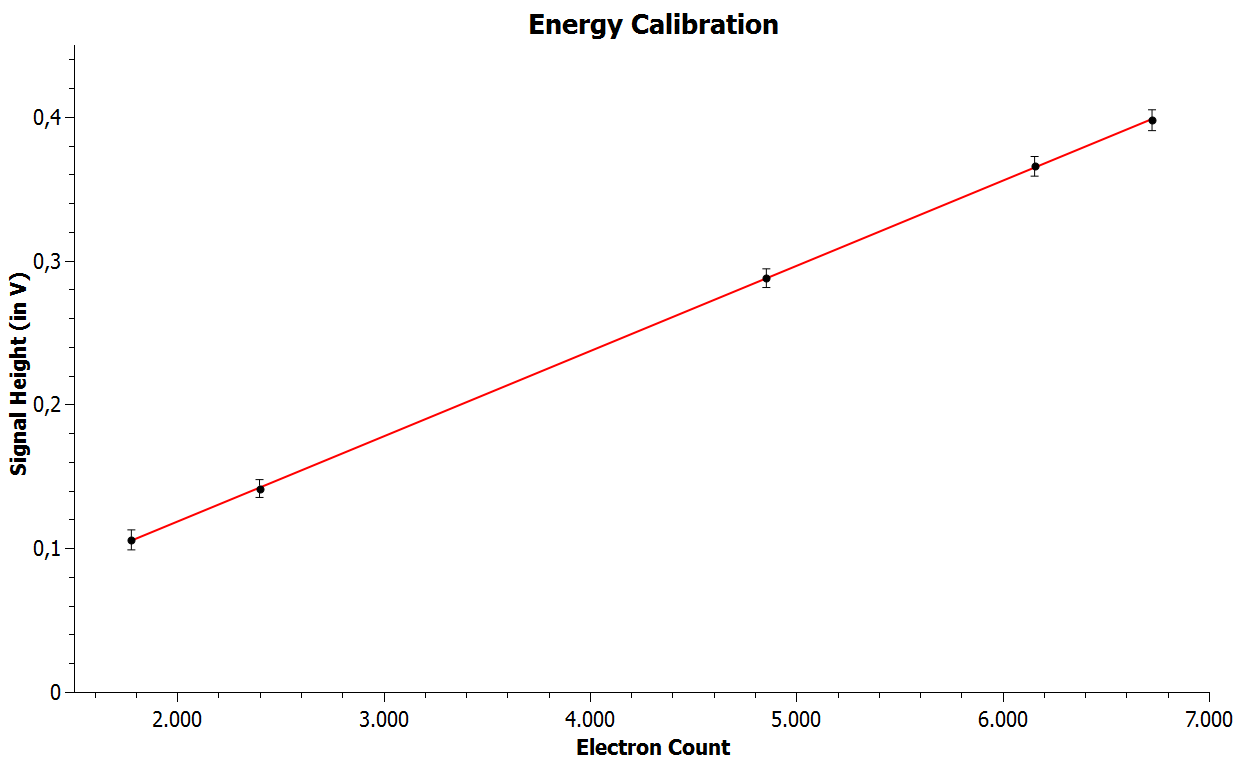 Energy Calibration
0,4
0,3
0,2
0,1
0
Signal Height (in V)
2.000 3.000 4.000 5.000 6.000 7.000
Electron Count